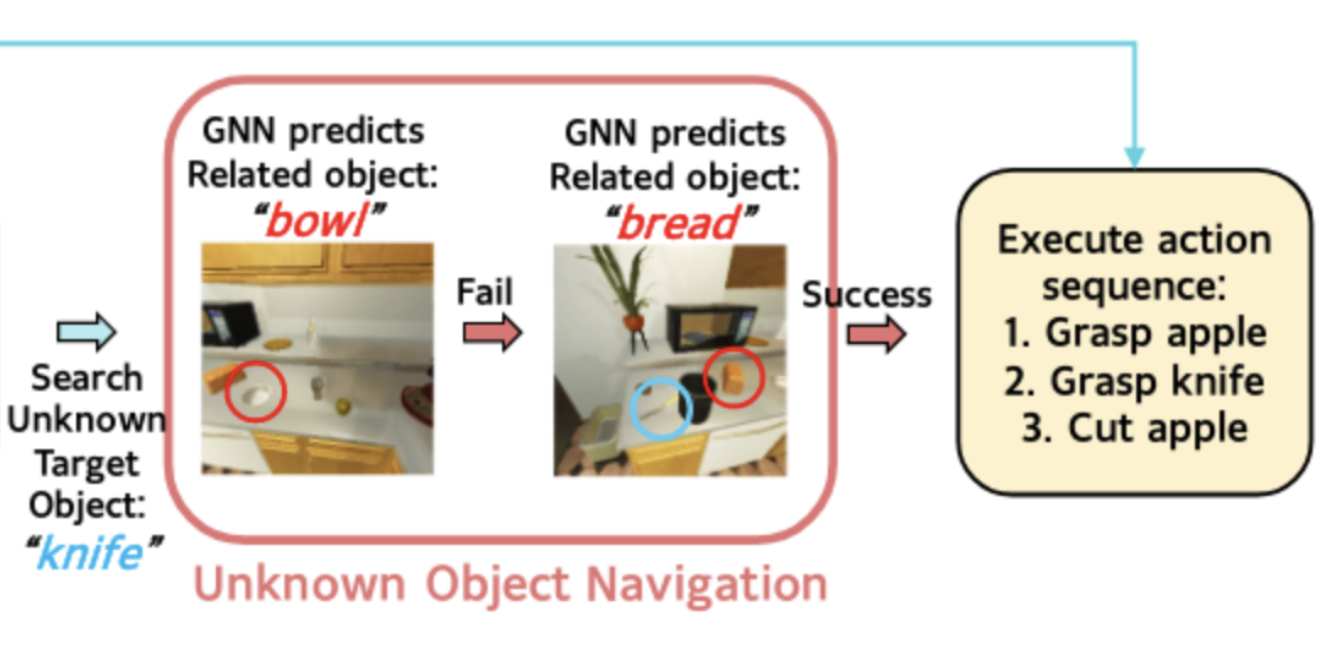 GNN predicts
Related object:
“bowl”
GNN predicts
Related object:
“bread”
Fail
Success
Search
Unknown
Target
Object:
“knife”
Execute action
sequence:
1. Grasp apple
2. Grasp knife
3. Cut apple
Unknown Object Navigation